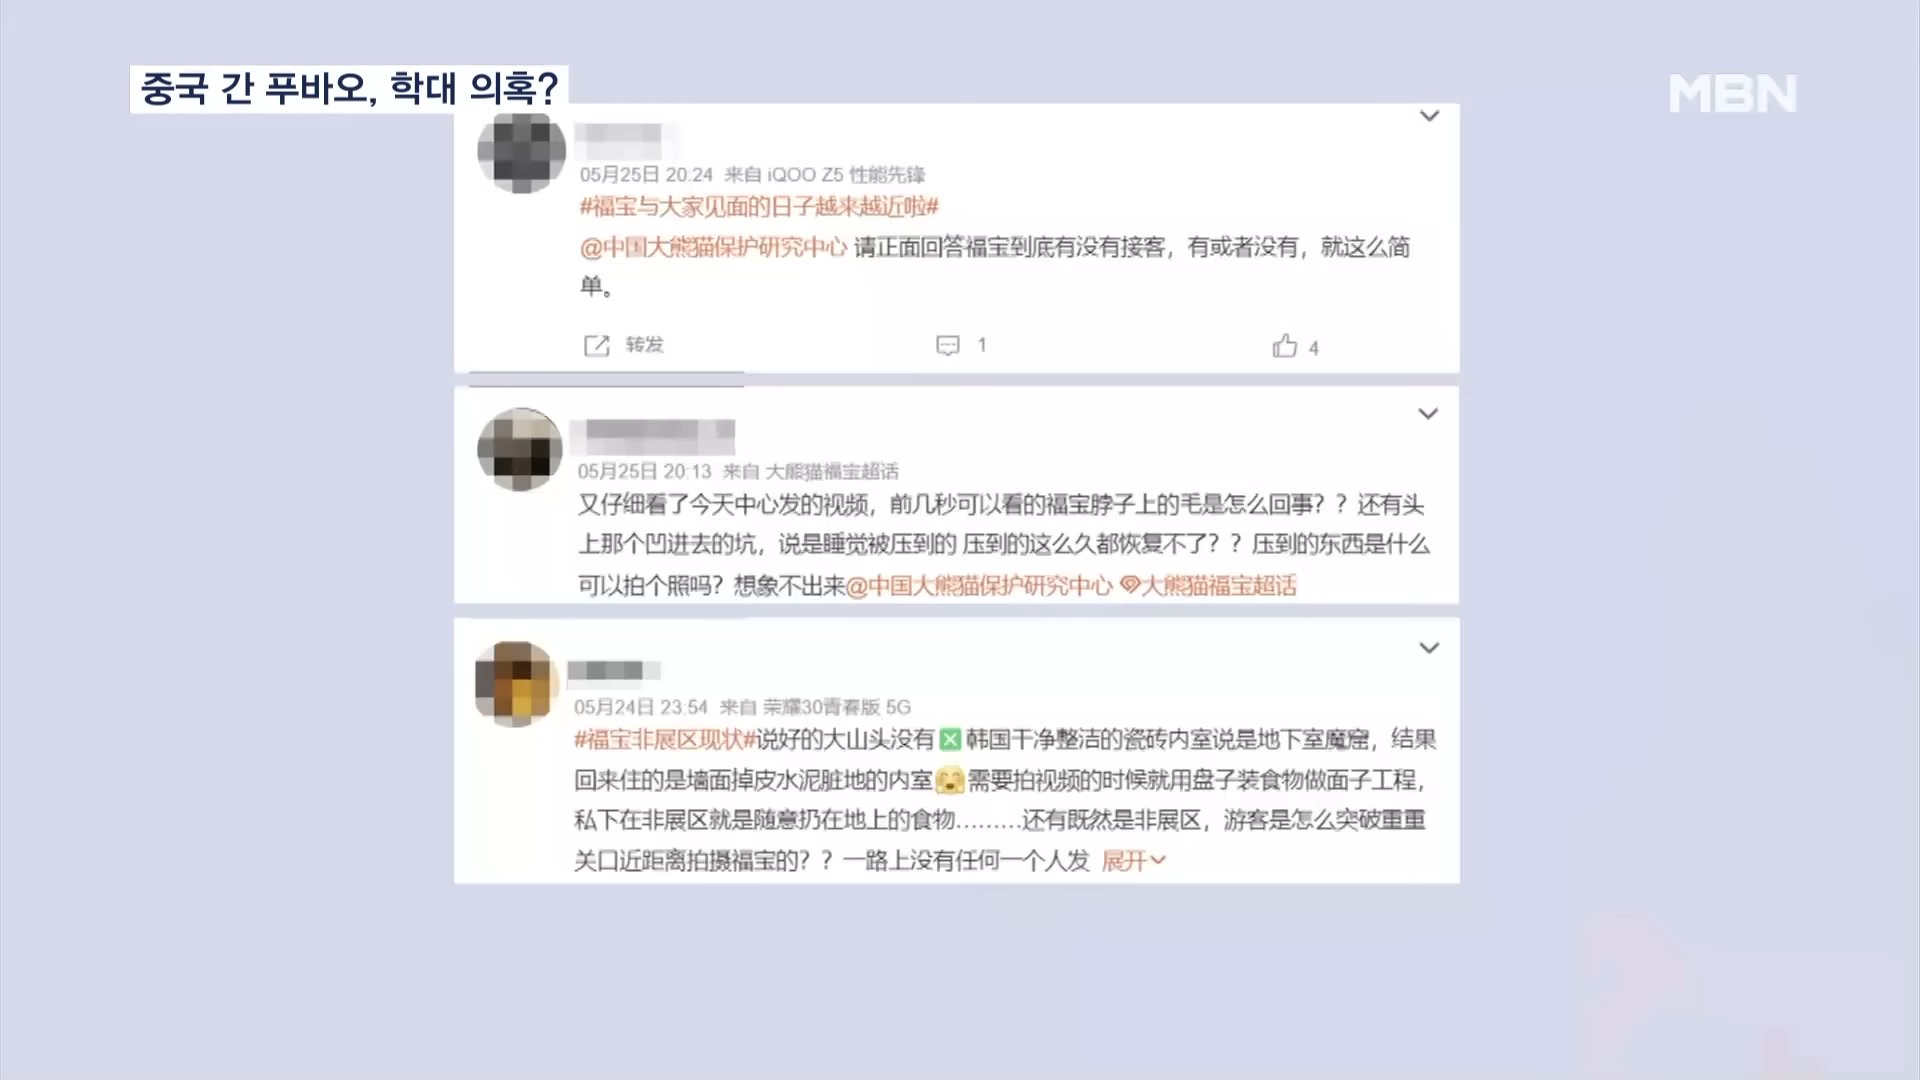 중국 간 푸바오, 학대 의혹?
MBN
05月25日 20:24 来自 iQOO Z5 性能先锋
#福宝与大家见面的日子越来越近啦#
@中国大熊猫保护研究中心 请正面回答福宝到底有没有接客，有或者没有，就这么简
单。
转发 1 4
05月25日 20:13 来自 大熊猫福宝超话
又仔细看了今天中心发的视频，前几秒可以看的福宝脖子上的毛是怎么回事？？还有头
上那个凹进去的坑，说是睡觉被压到的 压到的这么久都恢复不了？？压到的东西是什么
可以拍个照吗？想象不出来@中国大熊猫保护研究中心 大熊猫福宝超话
05月24日 23:54 来自 荣耀30青春版 5G
#福宝非展区现状#说好的大山头没有❎韩国干净整洁的瓷砖内室说是地下室魔窟，结果
回来住的是墙面掉皮水泥脏地的内室🤗需要拍视频的时候就用盘子装食物做面子工程，
私下在非展区就是随意扔在地上的食物………还有既然是非展区，游客是怎么突破重重
关口近距离拍摄福宝的？？一路上没有任何一个人发 展开